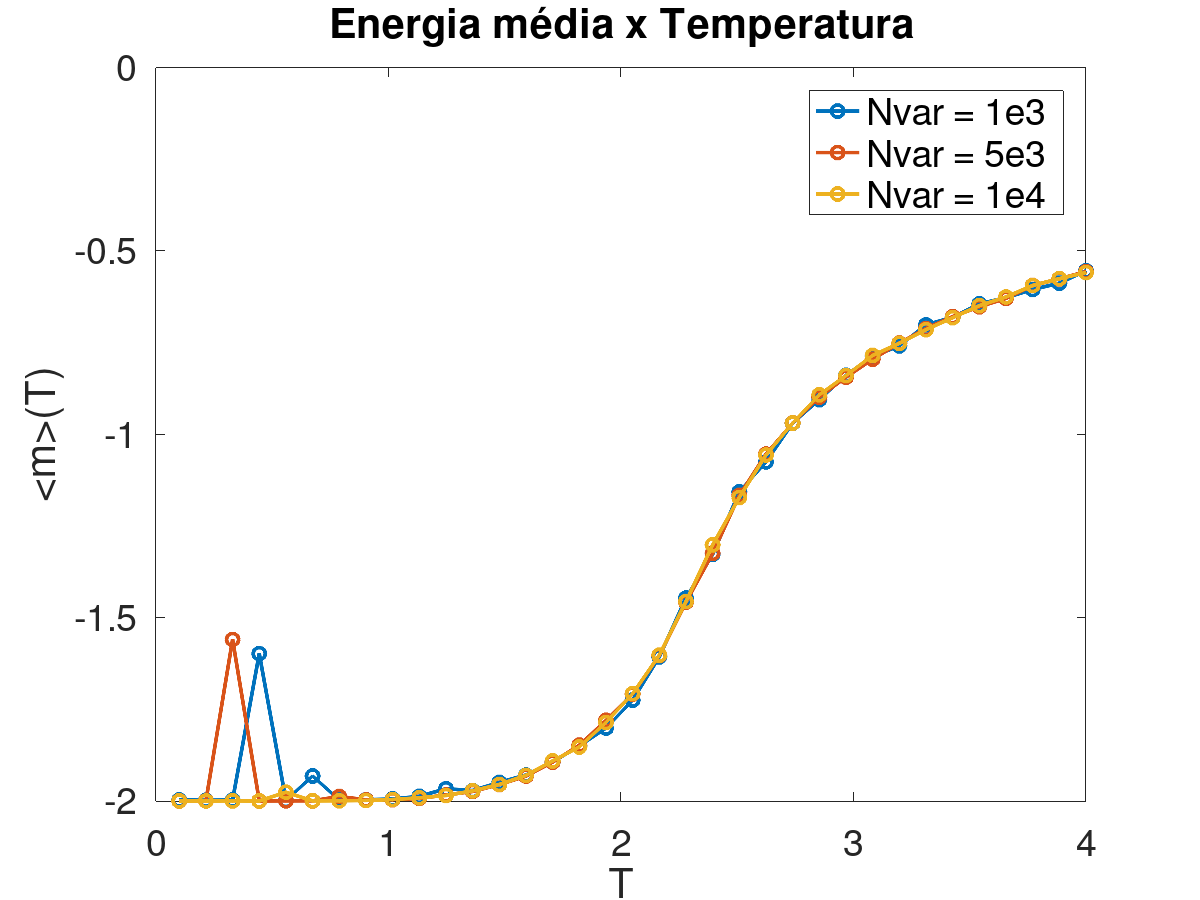 Energia média x Temperatura
0
-0.5
-1
-1.5
-2
<m>(T)
Nvar = 1e3
Nvar = 5e3
Nvar = 1e4
0 1 2 3 4
T